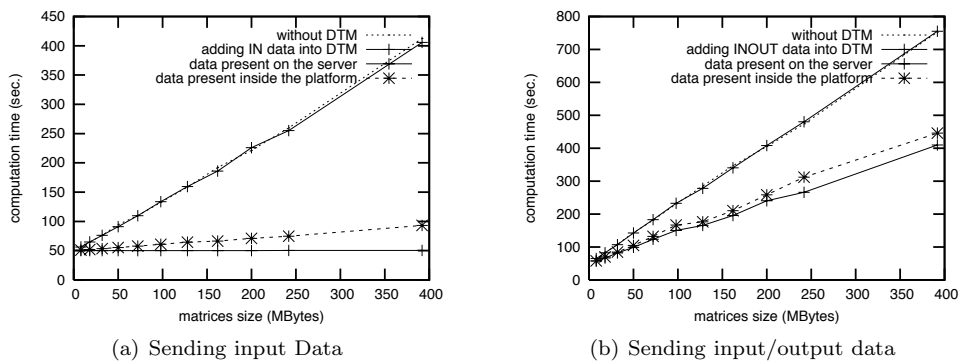 computation time (sec.)
450
400
350
300
250
200
150
100
50
0
without DTM
adding IN data into DTM
data present on the server
data present inside the platform
0 50 100 150 200 250 300 350 400
matrices size (MBytes)
(a) Sending input Data
computation time (sec.)
800
700
600
500
400
300
200
100
0
without DTM
adding INOUT data into DTM
data present on the server
data present inside the platform
0 50 100 150 200 250 300 350 400
matrices size (MBytes)
(b) Sending input/output data